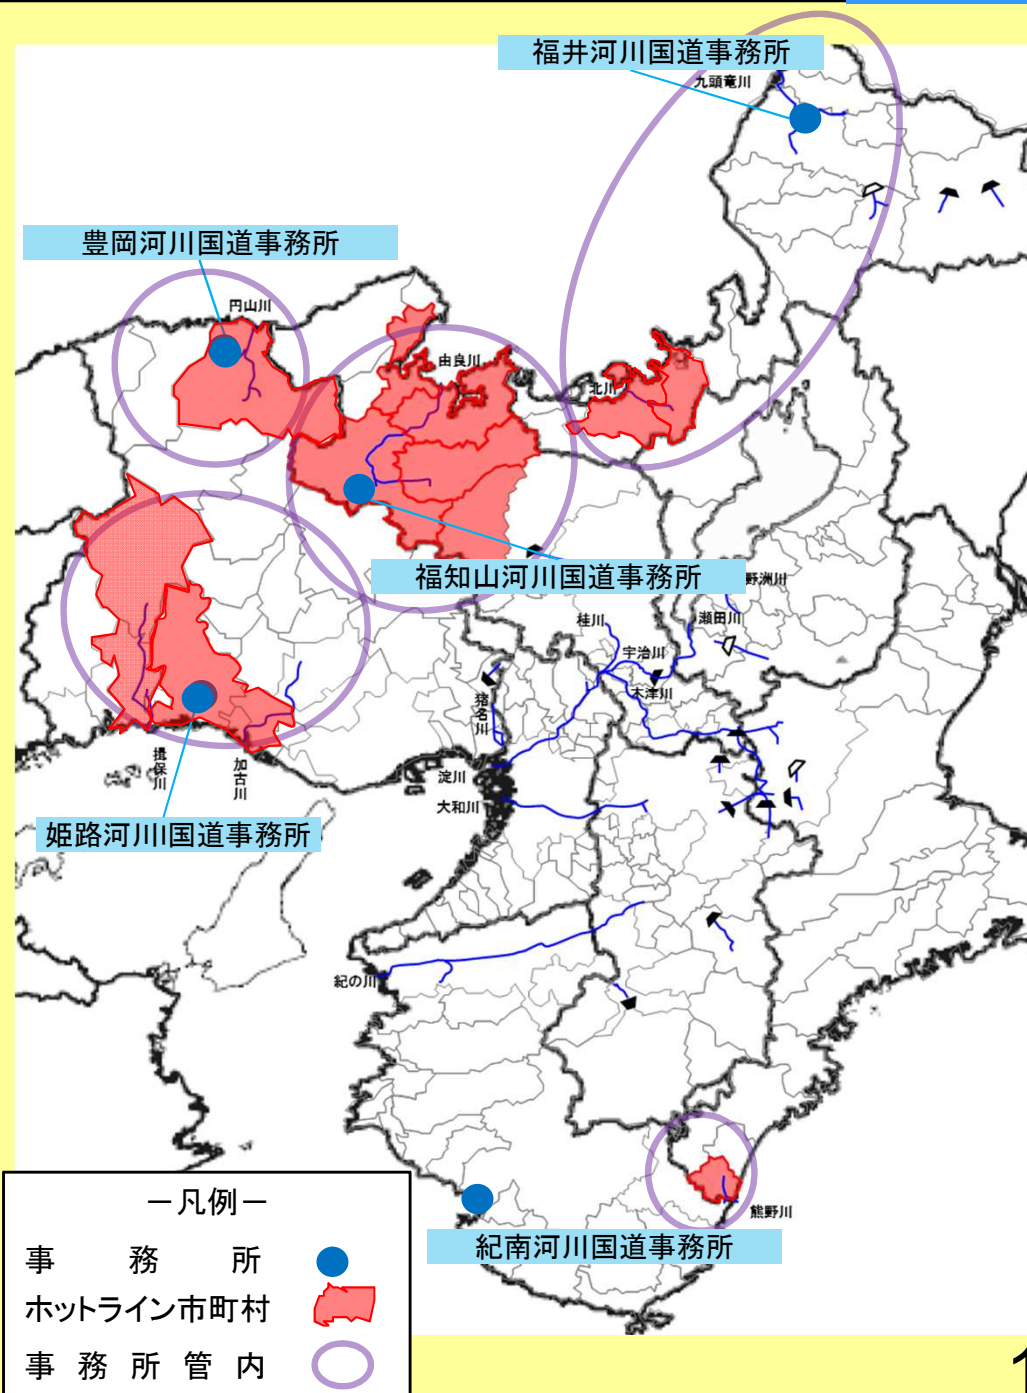 福井河川国道事務所
九頭竜川
豊岡河川国道事務所
円山川
由良川
北川
福知山河川国道事務所
野洲川
瀬田川
桂川
宇治川
木津川
猪名川
淀川
大和川
揖保川
加古川
姫路河川国道事務所
紀の川
熊野川
紀南河川国道事務所
－凡例－
事務所
ホットライン市町村
事務所管内